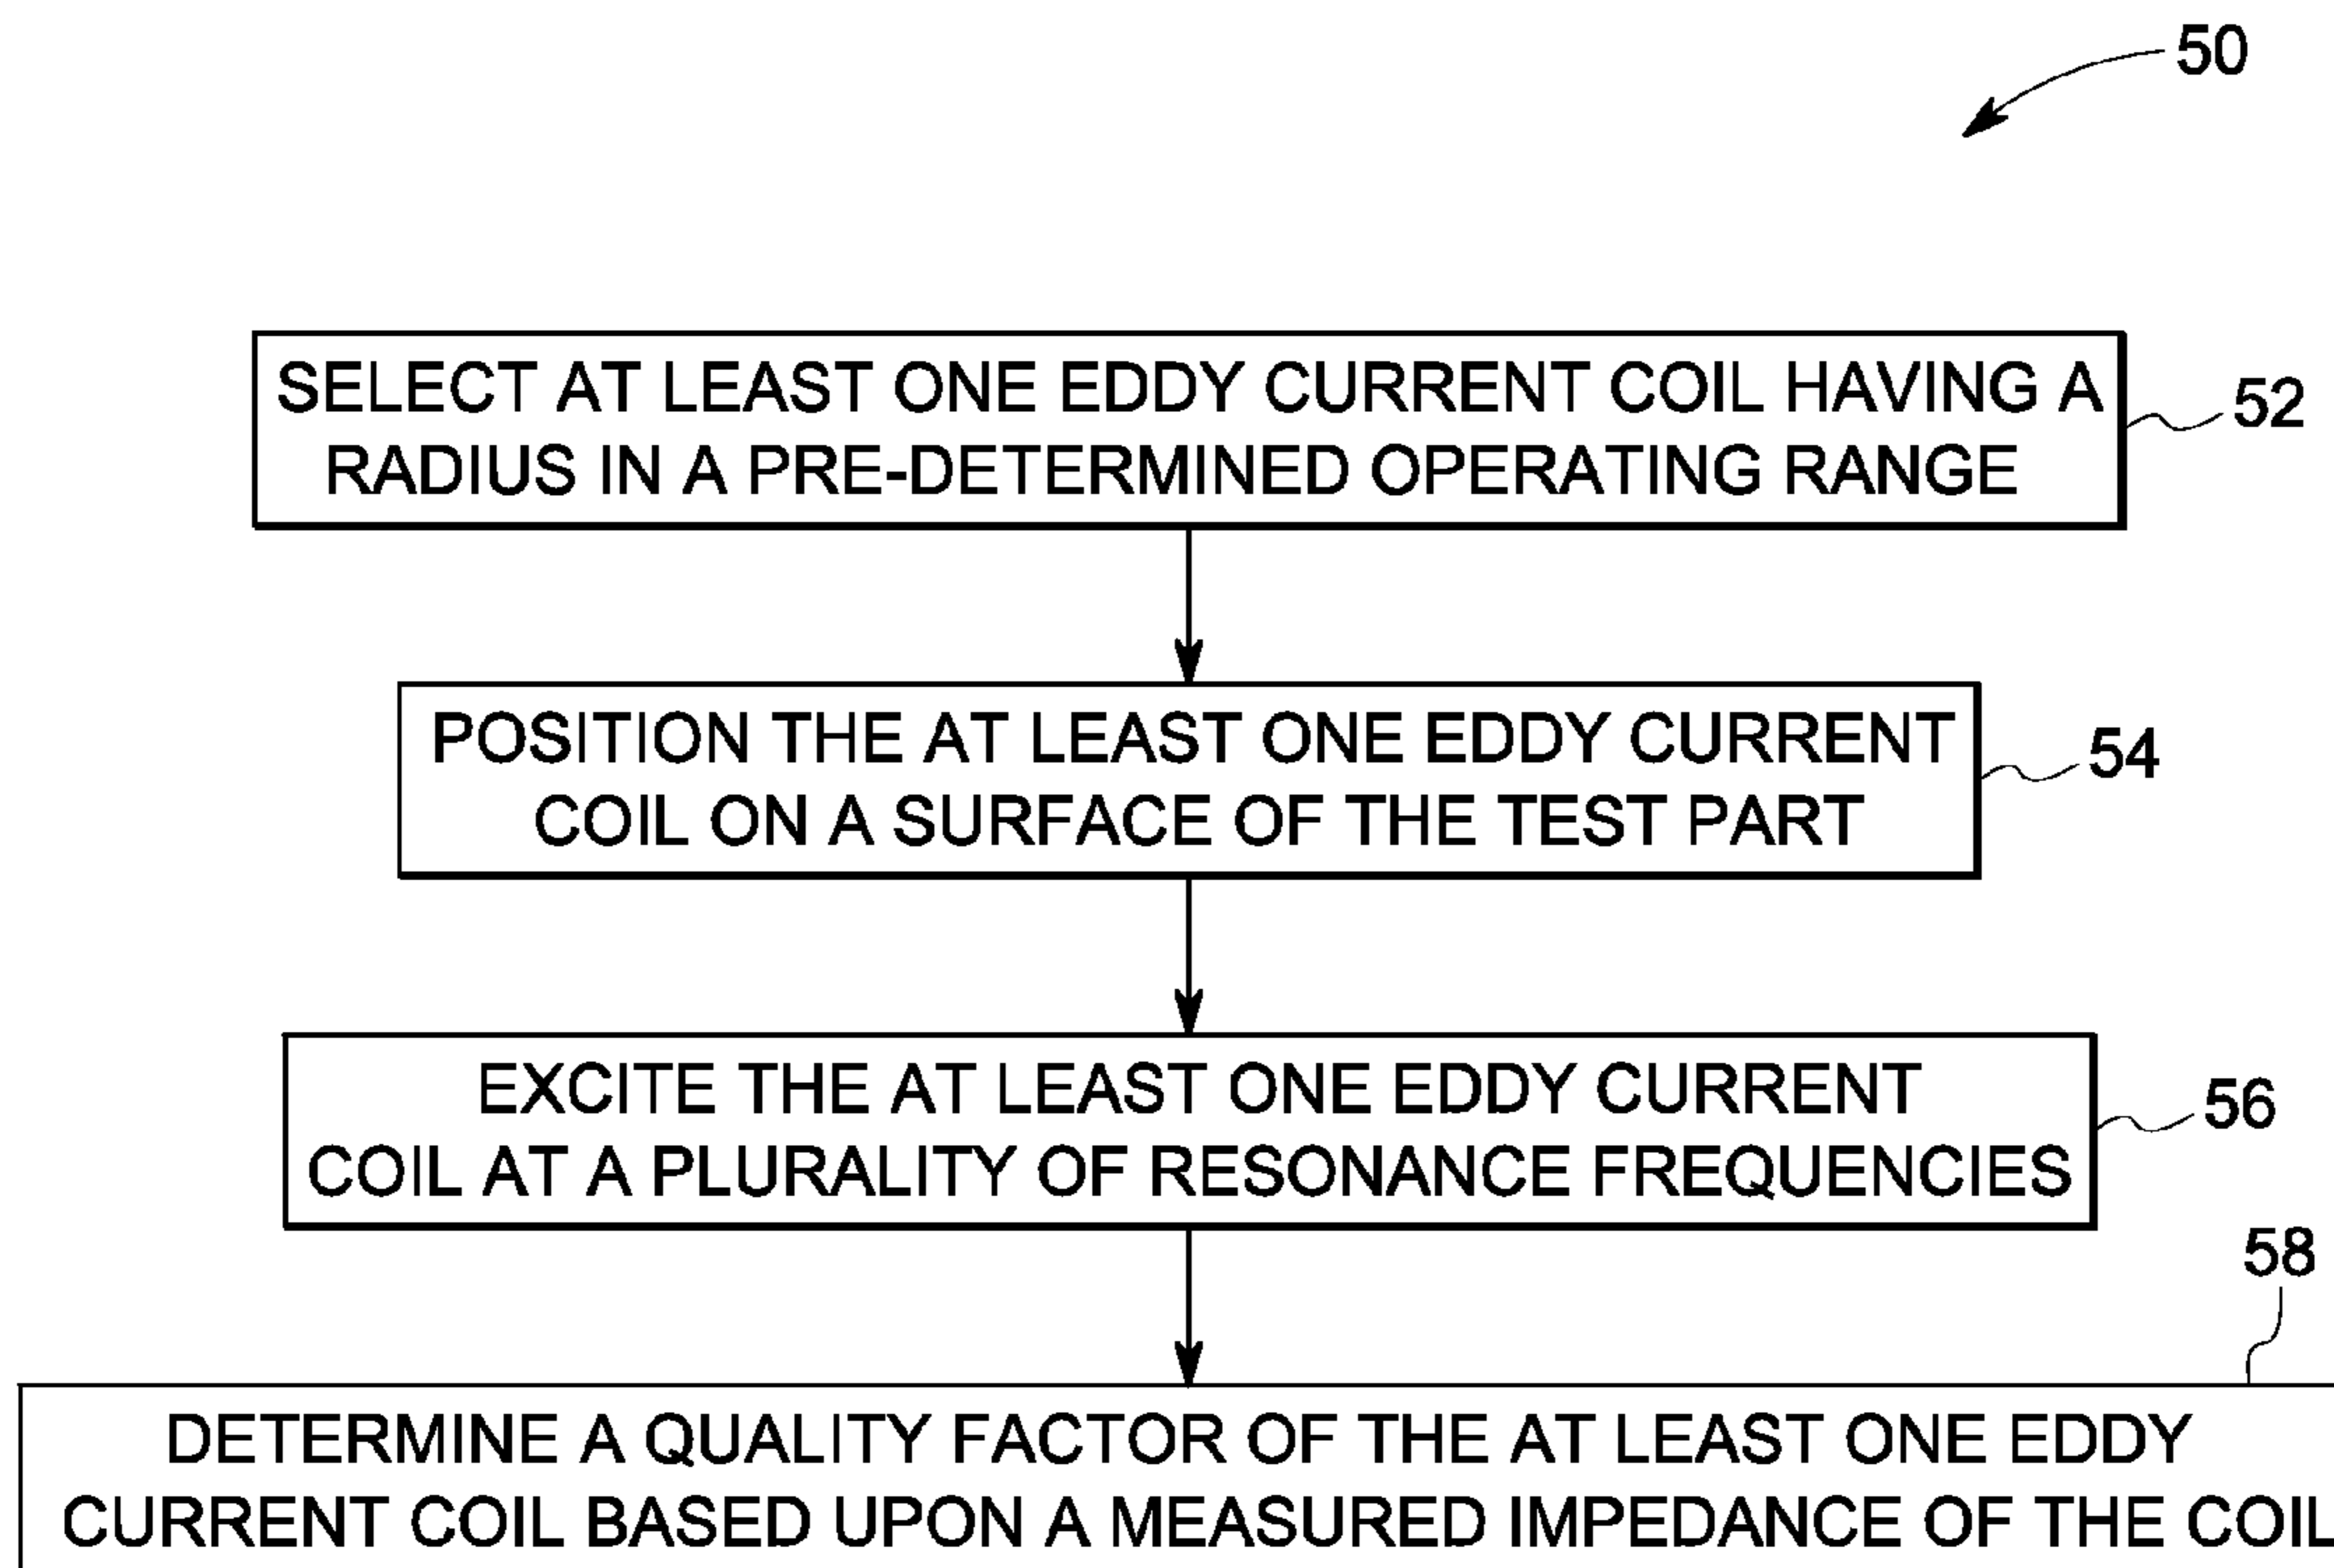 50
SELECT AT LEAST ONE EDDY CURRENT COIL HAVING A
RADIUS IN A PRE-DETERMINED OPERATING RANGE
52
POSITION THE AT LEAST ONE EDDY CURRENT
COIL ON A SURFACE OF THE TEST PART
54
EXCITE THE AT LEAST ONE EDDY CURRENT
COIL AT A PLURALITY OF RESONANCE FREQUENCIES
56
58
DETERMINE A QUALITY FACTOR OF THE AT LEAST ONE EDDY
CURRENT COIL BASED UPON A MEASURED IMPEDANCE OF THE COIL